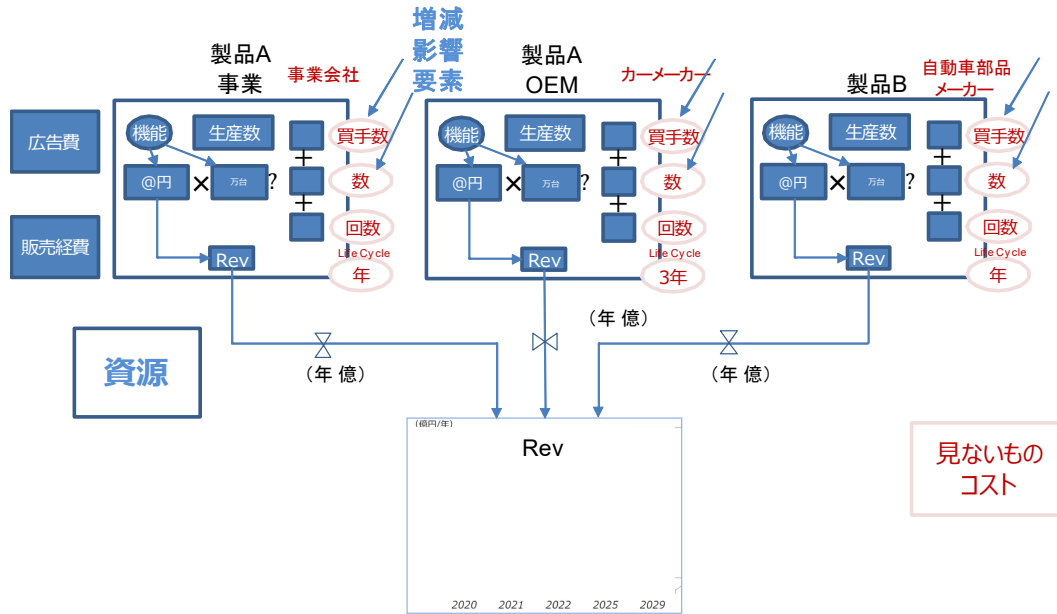 増減
影響
要素
製品A
事業
事業会社
製品A
OEM
カーメーカー
製品B
自動車部品
メーカー
広告費
販売経費
機能
生産数
買手数
@円
×
万台
?
+
数
+
回数
Rev
Life Cycle
年
機能
生産数
買手数
@円
×
万台
?
+
数
+
回数
Rev
Life Cycle
3年
機能
生産数
買手数
@円
×
万台
?
+
数
+
回数
Rev
Life Cycle
年
(年 億)
(年 億)
(年 億)
資源
(億円/年)
Rev
2020 2021 2022 2025 2029
見ないもの
コスト